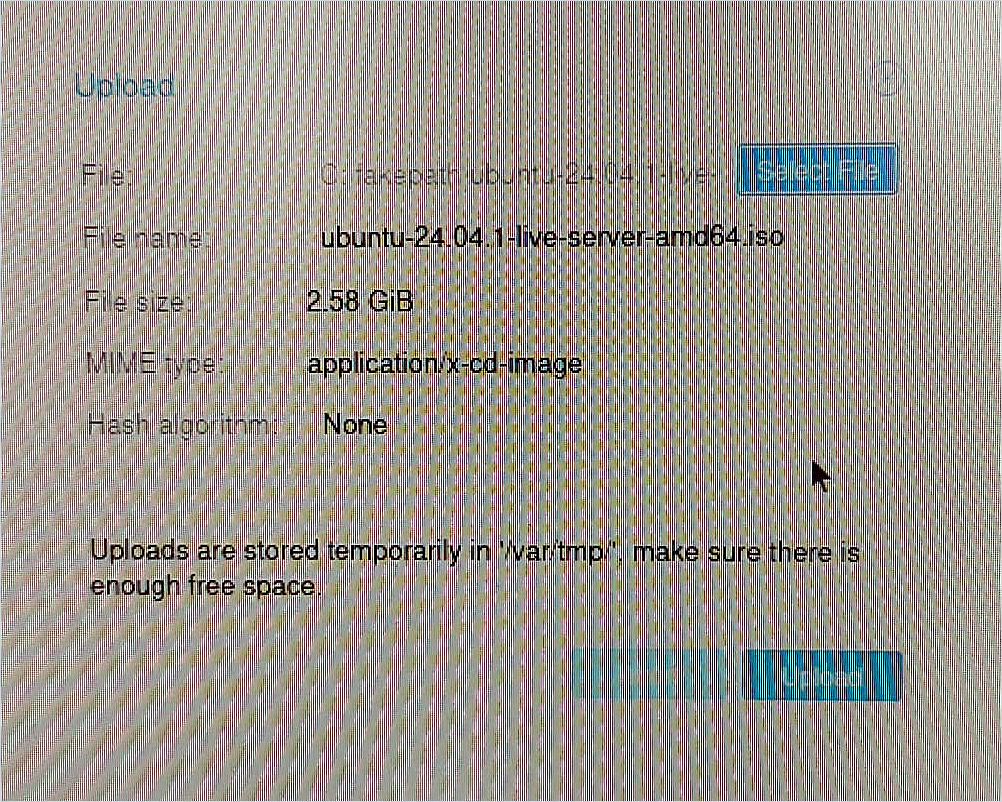 Upload
File: C: fakepath ubuntu-24.04.1-live- Select File
File name: ubuntu-24.04.1-live-server-amd64.iso
File size: 2.58 GiB
MIME type: application/x-cd-image
Hash algorithm: None
Uploads are stored temporarily in '/var/tmp/', make sure there is
enough free space.
Upload